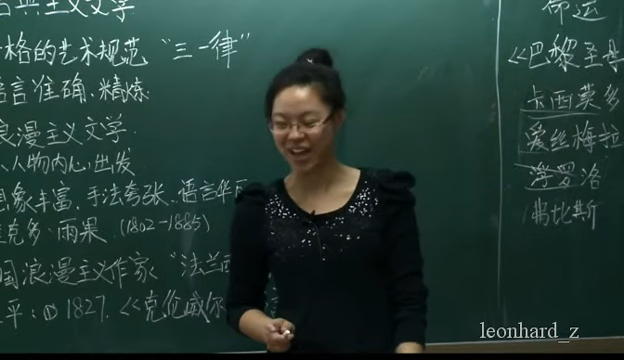 古典主义文学
格的艺术规范 "三一律"
语言准确、精炼
浪漫主义文学
、人物内心出发
想象丰富、手法夸张、语言华丽
克多·雨果 (1802-1885)
国浪漫主义作家 "法兰西
平:① 1827. 《克伦威尔
命运
《巴黎圣母
卡西莫多
爱丝梅拉
浮罗洛
弗比斯
leonhard_z